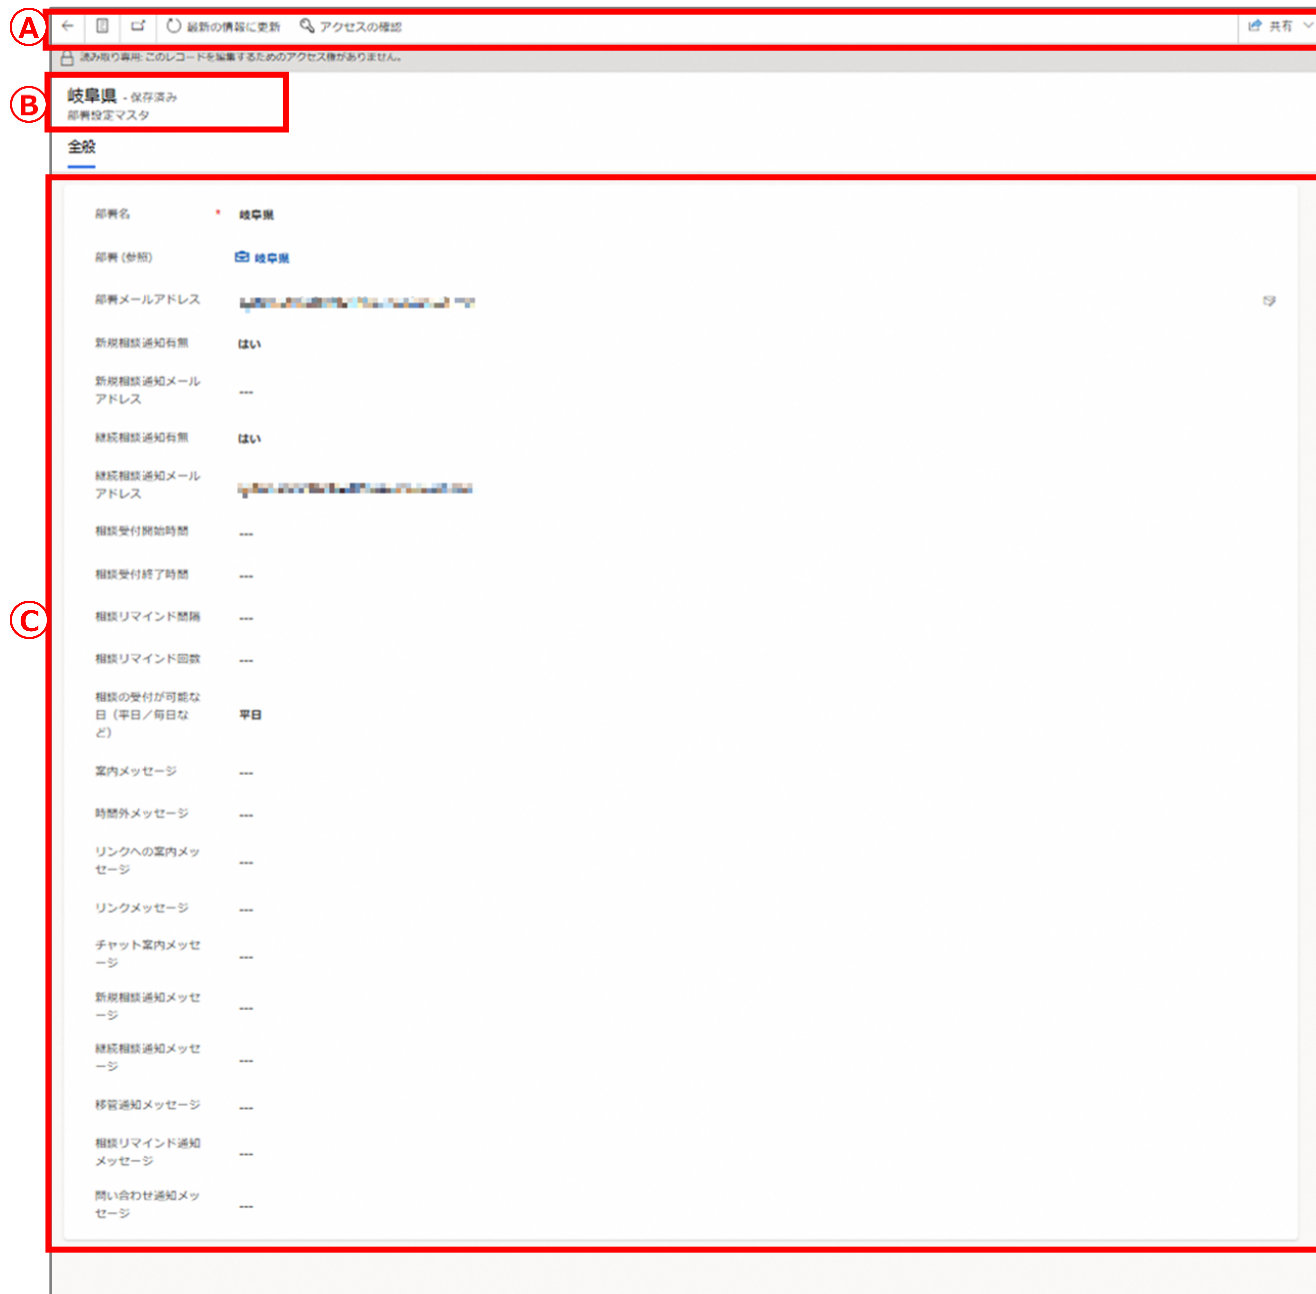 Ⓐ
最新の情報に更新 アクセスの確認 共有
読み取り専用: このレコードを編集するためのアクセス権がありません。
Ⓑ
岐阜県 - 保存済み
部署設定マスタ
全般
Ⓒ
部署名 * 岐阜県
部署 (参照) 岐阜県
部署メールアドレス
新規相談通知有無 はい
新規相談通知メール
アドレス ---
継続相談通知有無 はい
継続相談通知メール
アドレス
相談受付開始時間 ---
相談受付終了時間 ---
相談リマインド間隔 ---
相談リマインド回数 ---
相談の受付が可能な
日（平日／毎日な 平日
ど）
案内メッセージ ---
時間外メッセージ ---
リンクへの案内メッ
セージ ---
リンクメッセージ ---
チャット案内メッセ
ージ ---
新規相談通知メッセ
ージ ---
継続相談通知メッセ
ージ ---
移管通知メッセージ ---
相談リマインド通知
メッセージ ---
問い合わせ通知メッ
セージ ---